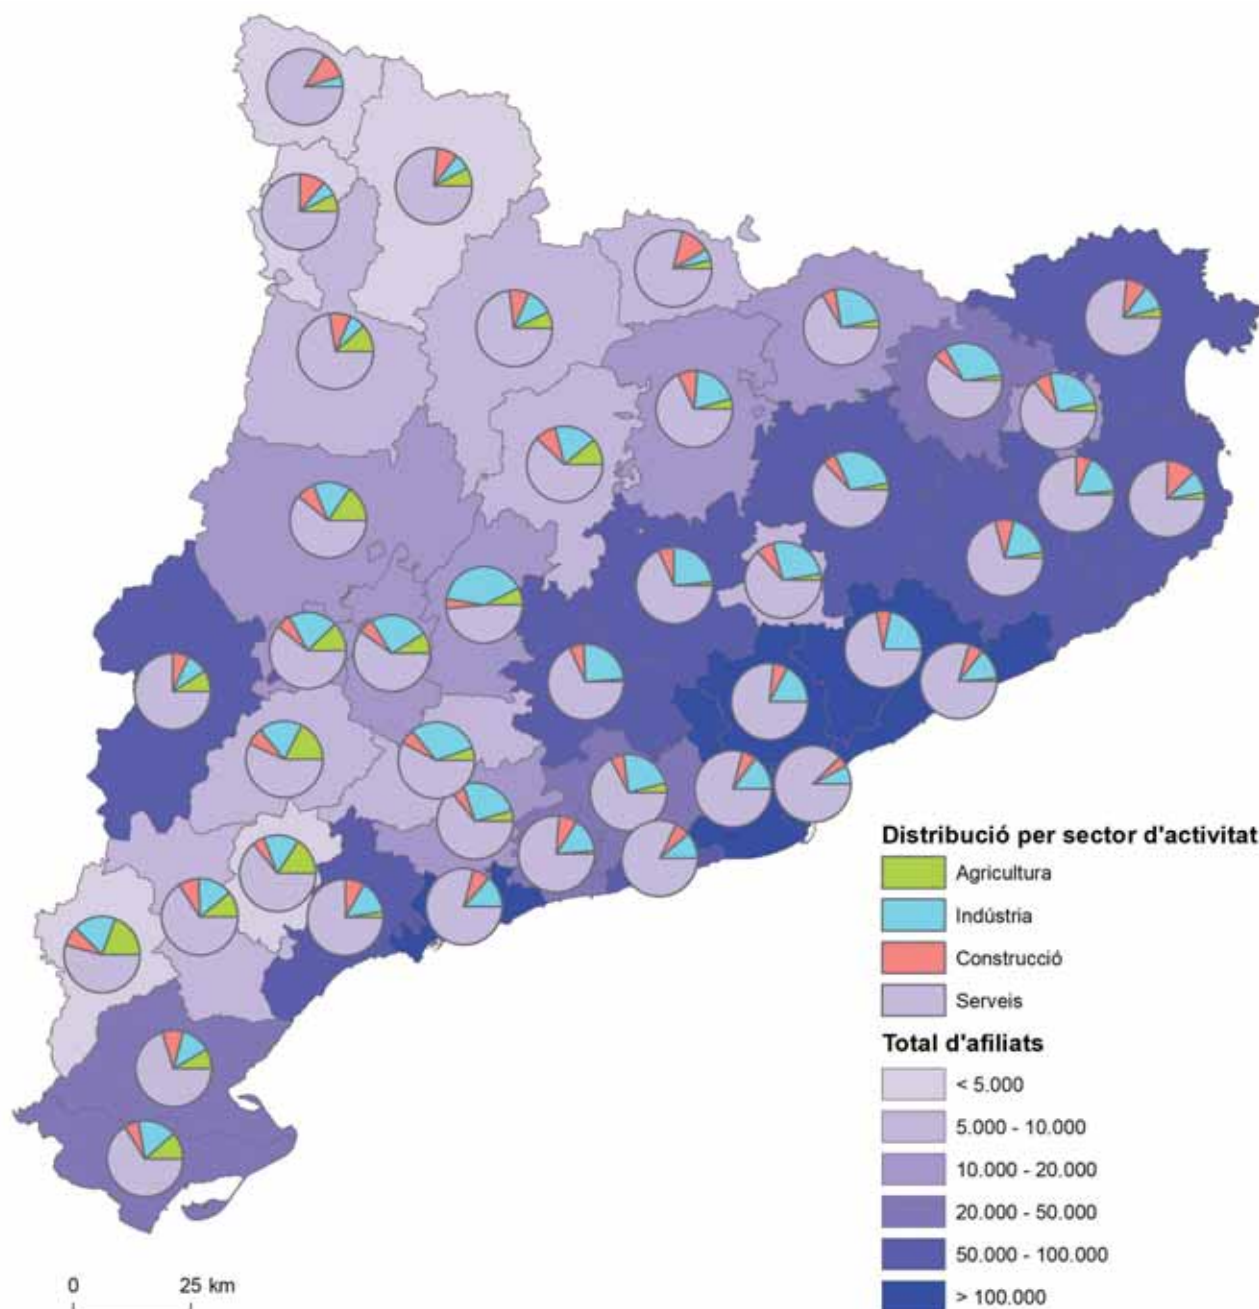 Distribució per sector d'activitat
Agricultura
Indústria
Construcció
Serveis
Total d'afiliats
< 5.000
5.000 - 10.000
10.000 - 20.000
20.000 - 50.000
50.000 - 100.000
> 100.000
0 25 km